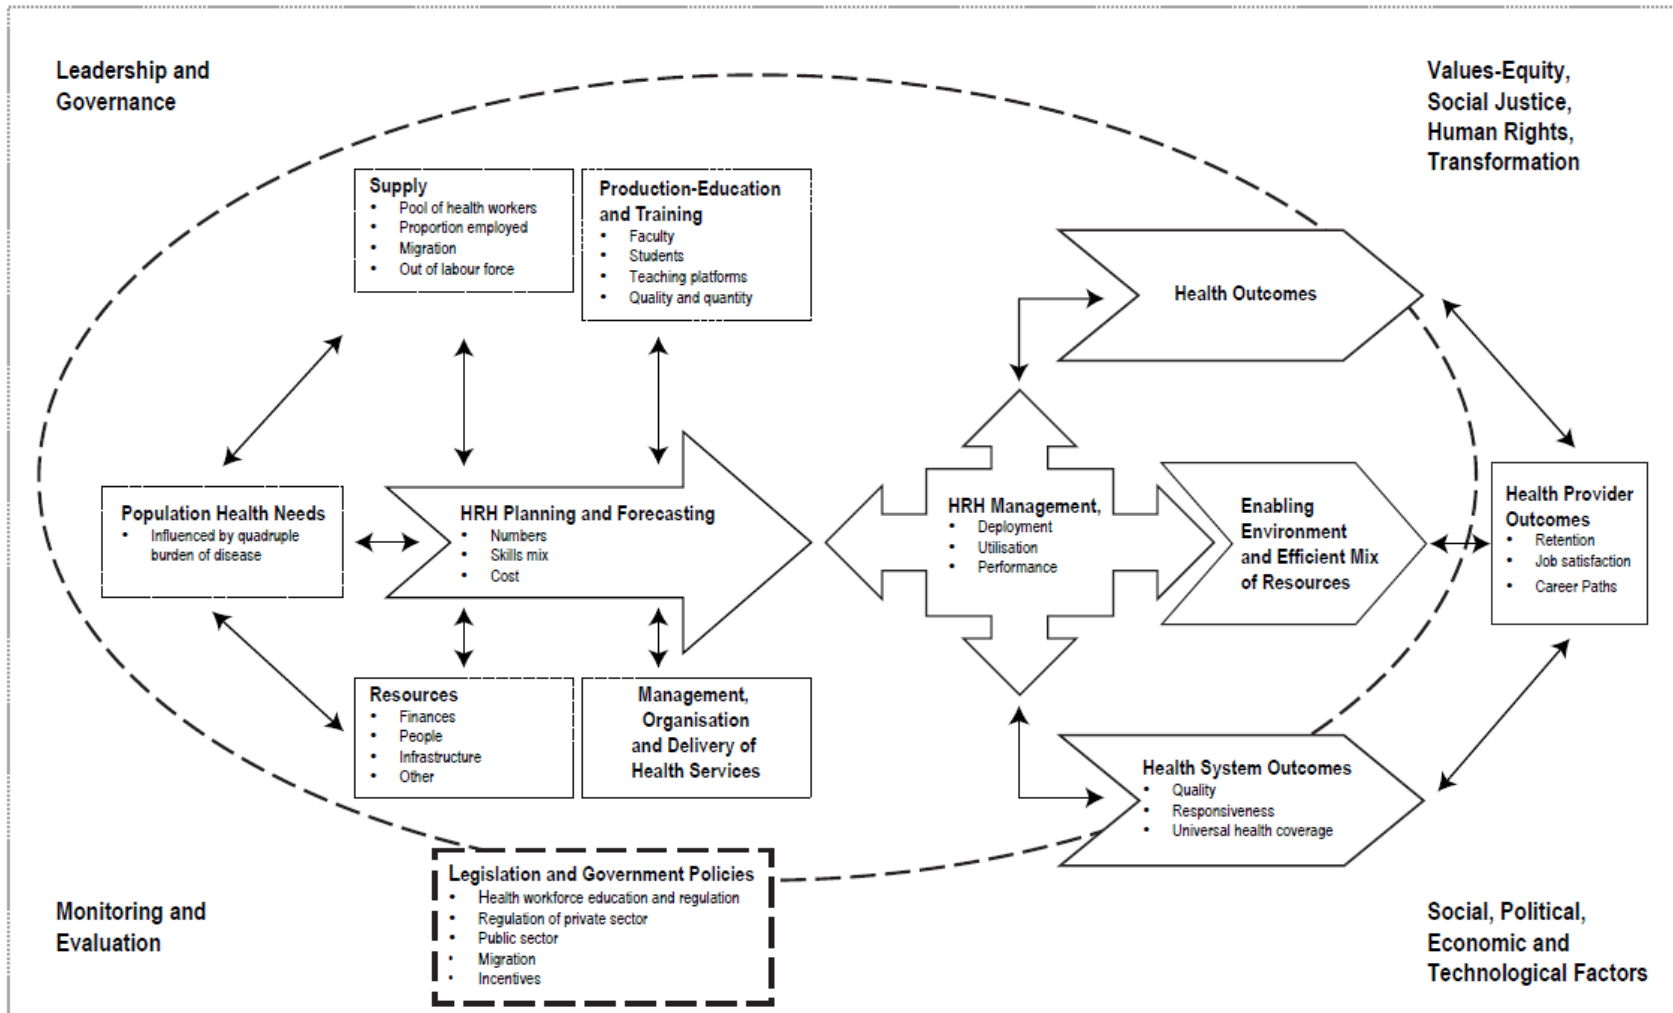 Leadership and
Governance
Values-Equity,
Social Justice,
Human Rights,
Transformation
Supply
• Pool of health workers
• Proportion employed
• Migration
• Out of labour force
Production-Education
and Training
• Faculty
• Students
• Teaching platforms
• Quality and quantity
Health Outcomes
Population Health Needs
• Influenced by quadruple
burden of disease
HRH Planning and Forecasting
• Numbers
• Skills mix
• Cost
HRH Management,
• Deployment
• Utilisation
• Performance
Enabling
Environment
and Efficient Mix
of Resources
Health Provider
Outcomes
• Retention
• Job satisfaction
• Career Paths
Resources
• Finances
• People
• Infrastructure
• Other
Management,
Organisation
and Delivery of
Health Services
Health System Outcomes
• Quality
• Responsiveness
• Universal health coverage
Legislation and Government Policies
• Health workforce education and regulation
• Regulation of private sector
• Public sector
• Migration
• Incentives
Monitoring and
Evaluation
Social, Political,
Economic and
Technological Factors